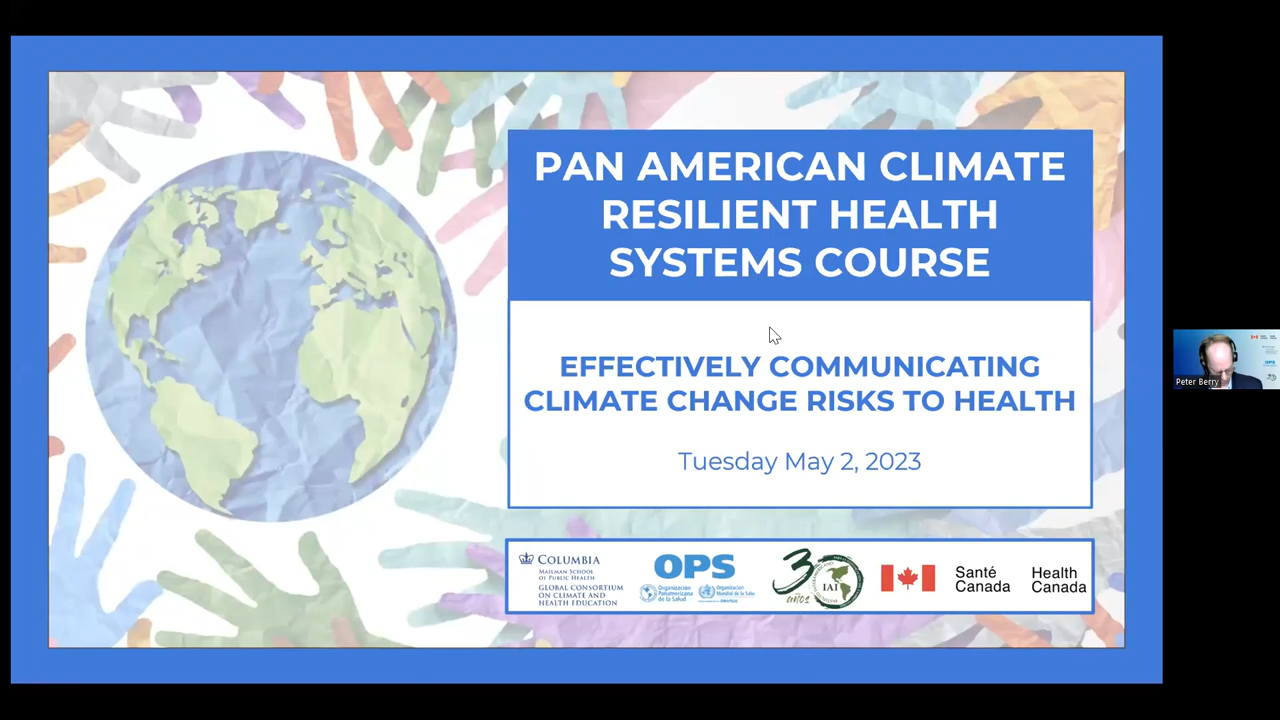 PAN AMERICAN CLIMATE
RESILIENT HEALTH
SYSTEMS COURSE
EFFECTIVELY COMMUNICATING
CLIMATE CHANGE RISKS TO HEALTH
Tuesday May 2, 2023
COLUMBIA
MAILMAN SCHOOL
OF PUBLIC HEALTH
GLOBAL CONSORTIUM
ON CLIMATE AND
HEALTH EDUCATION
OPS
Organización
Panamericana
de la Salud
Organización
Mundial de la Salud
30
años
IAI
Santé
Canada
Health
Canada
Peter Berry
OPS